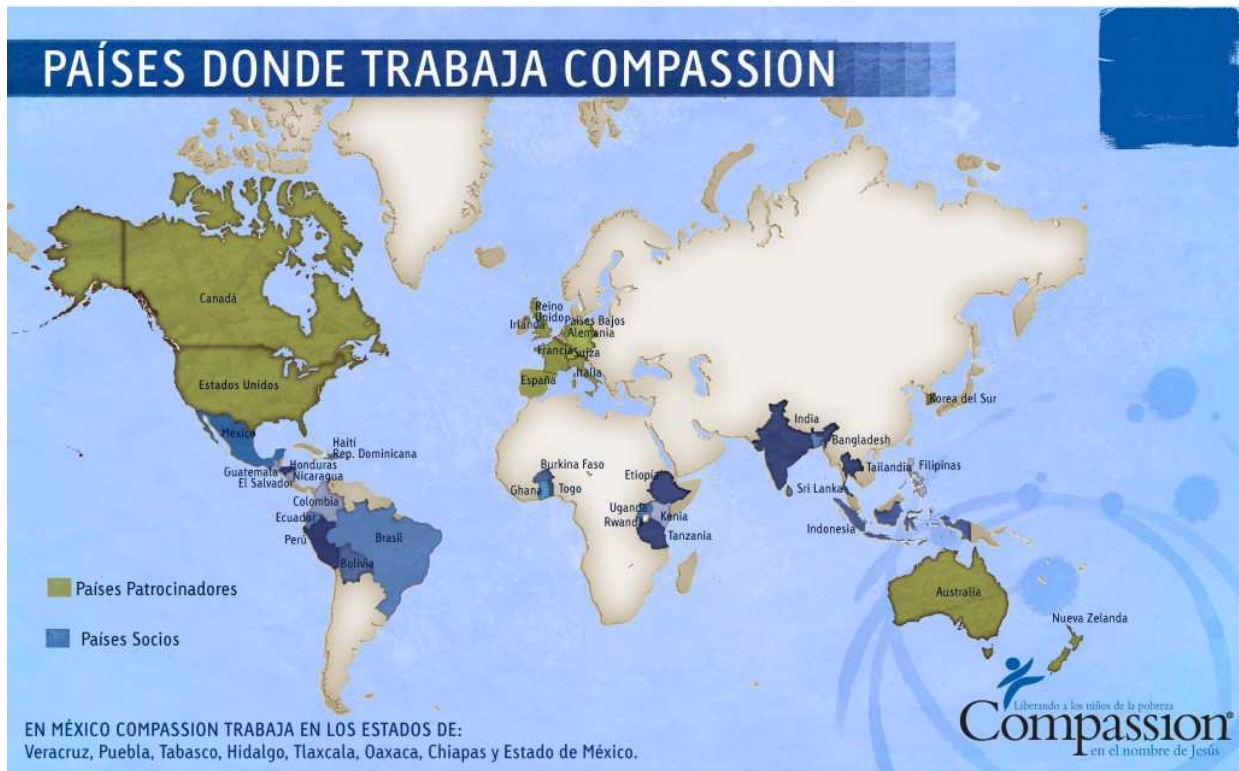 PAÍSES DONDE TRABAJA COMPASSION
Canadá
Estados Unidos
México
Guatemala
El Salvador
Honduras
Nicaragua
Haití
Rep. Dominicana
Colombia
Ecuador
Perú
Brasil
Bolivia
Reino
Unido
Irlanda
Países Bajos
Alemania
Francia
Suiza
Italia
España
Burkina Faso
Ghana
Togo
Etiopía
Uganda
Rwanda
Kenia
Tanzania
India
Bangladesh
Tailandia
Filipinas
Sri Lanka
Indonesia
Korea del Sur
Australia
Nueva Zelanda
Países Patrocinadores
Países Socios
EN MÉXICO COMPASSION TRABAJA EN LOS ESTADOS DE:
Veracruz, Puebla, Tabasco, Hidalgo, Tlaxcala, Oaxaca, Chiapas y Estado de México.
Liberando a los niños de la pobreza
Compassion®
en el nombre de Jesús